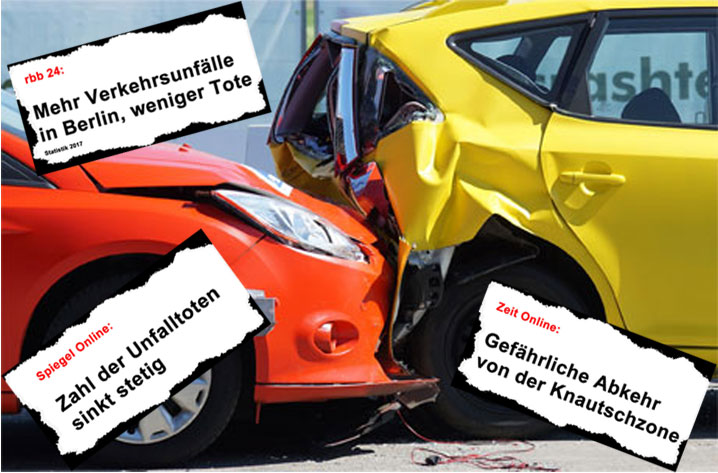 rbb 24:
Mehr Verkehrsunfälle
in Berlin, weniger Tote
Statistik 2017
Spiegel Online:
Zahl der Unfalltoten
sinkt stetig
Zeit Online:
Gefährliche Abkehr
von der Knautschzone